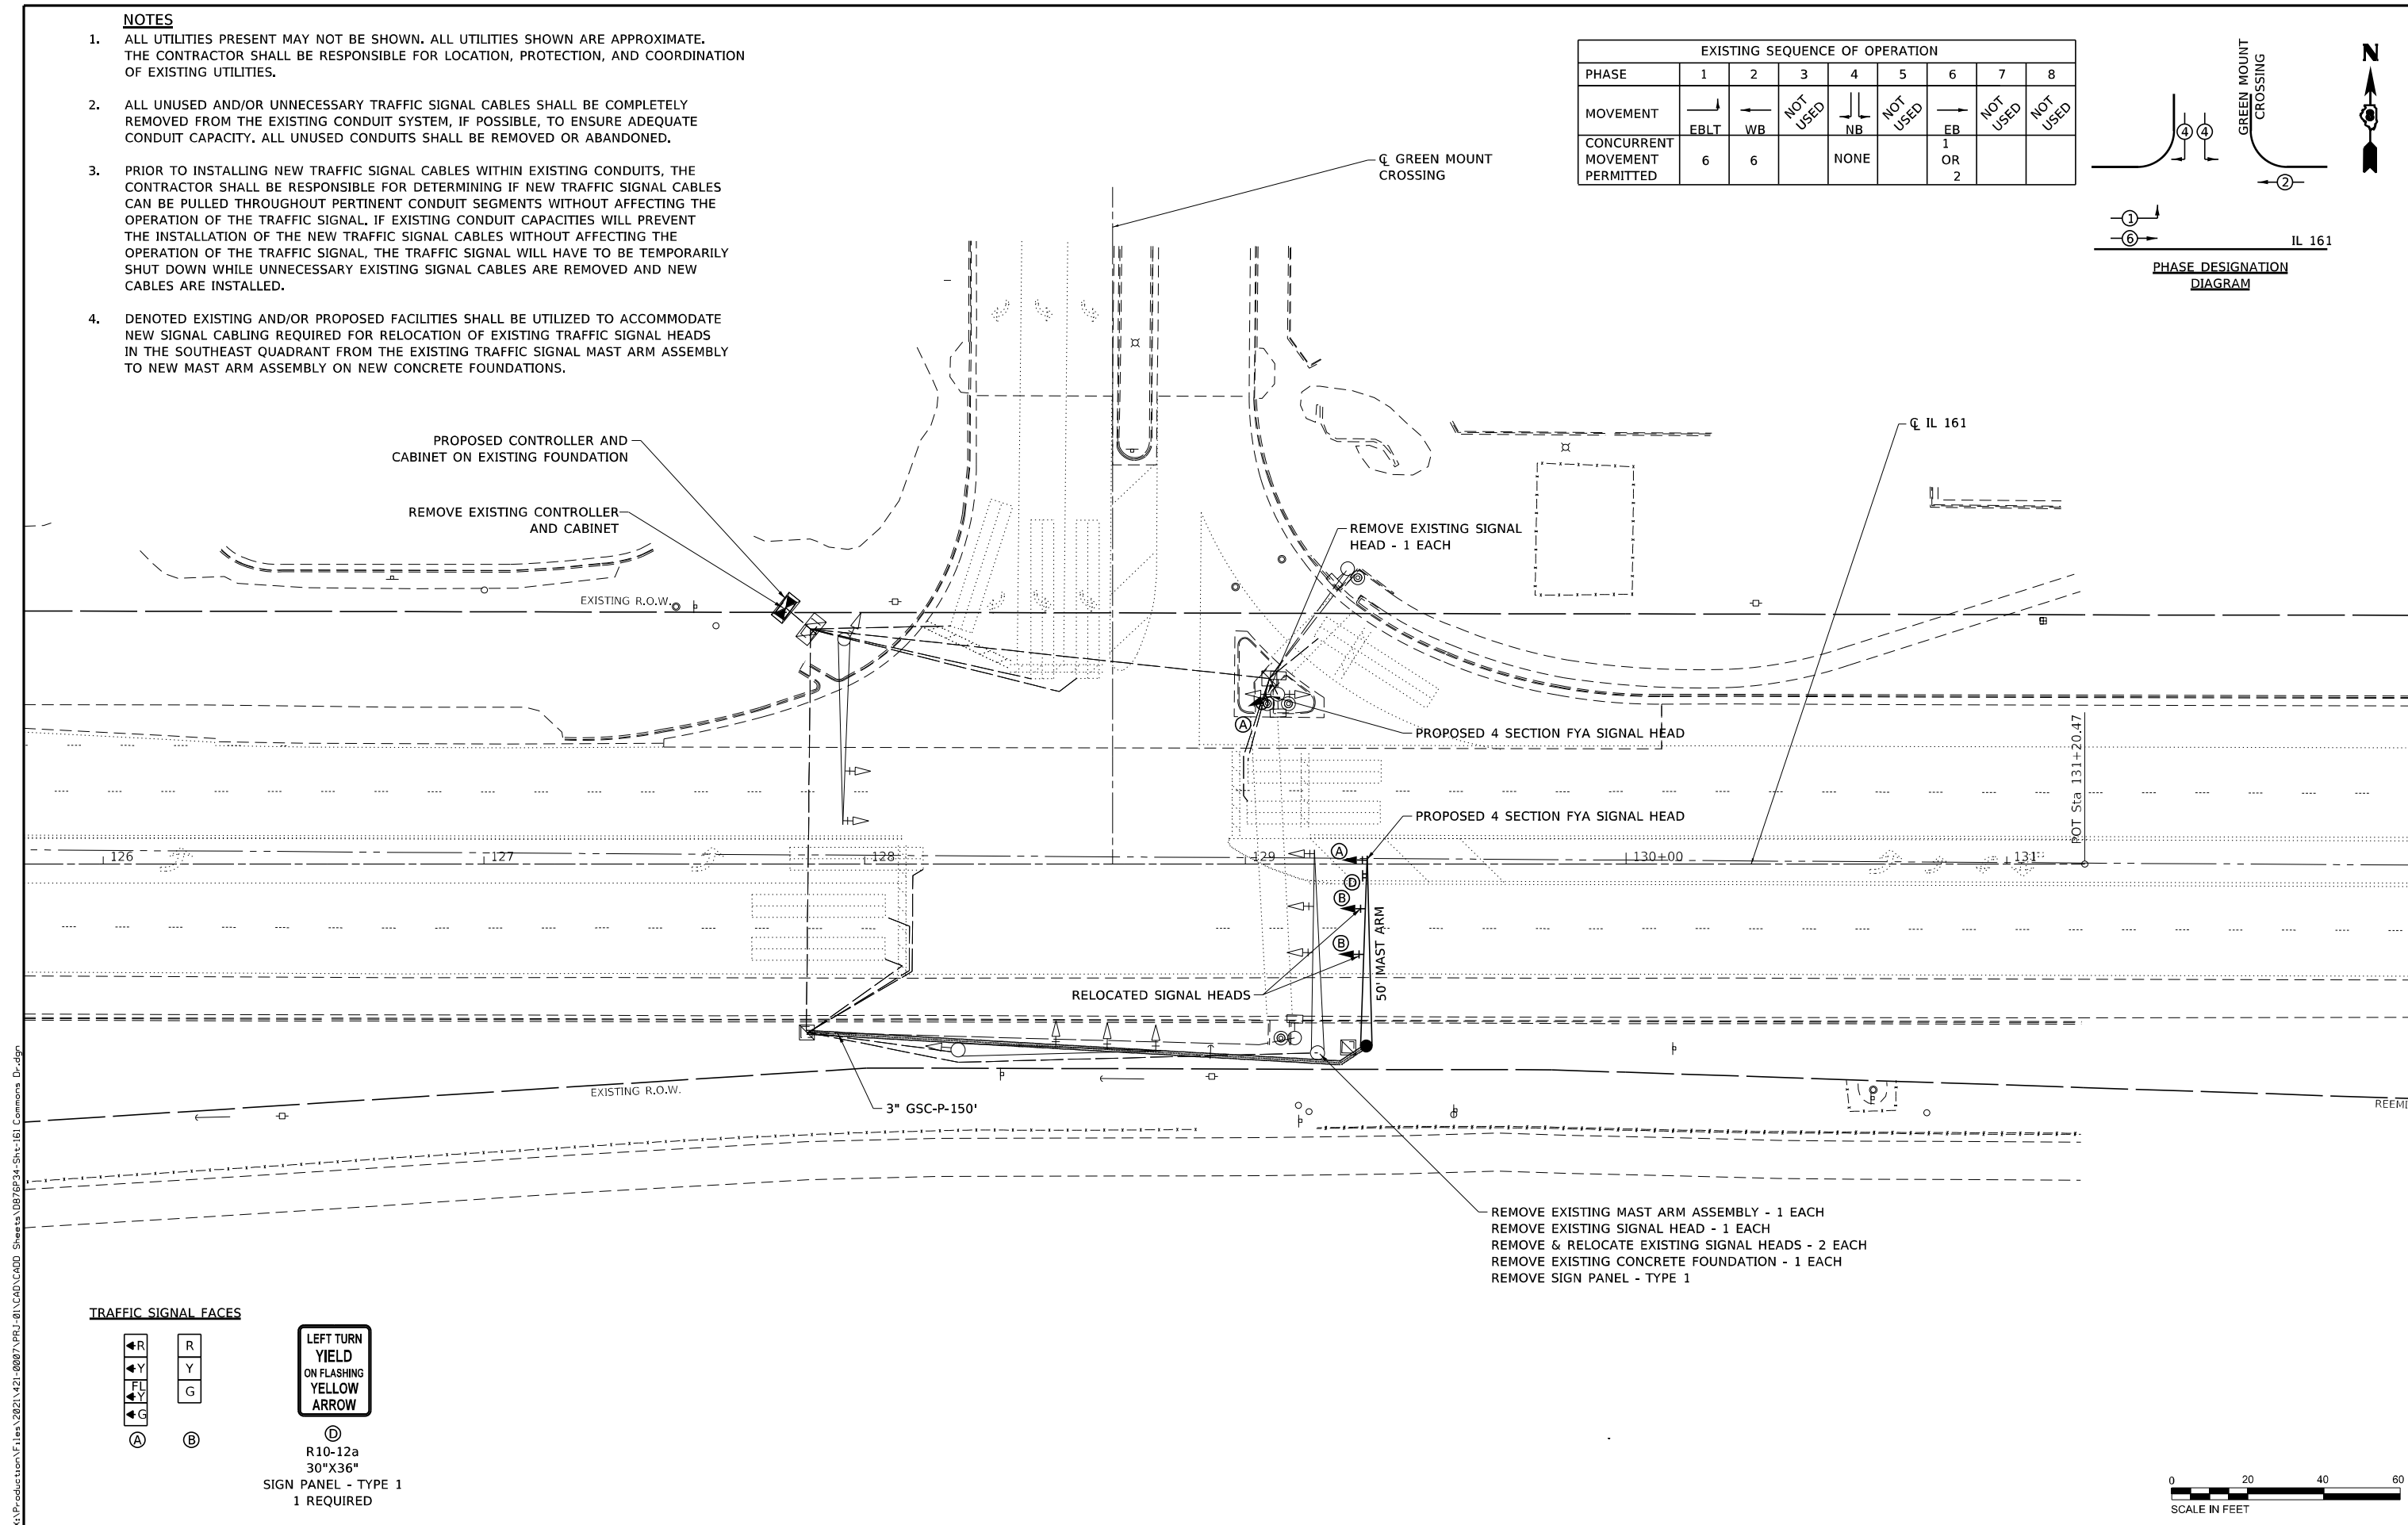 NOTES
1. ALL UTILITIES PRESENT MAY NOT BE SHOWN. ALL UTILITIES SHOWN ARE APPROXIMATE.
THE CONTRACTOR SHALL BE RESPONSIBLE FOR LOCATION, PROTECTION, AND COORDINATION
OF EXISTING UTILITIES.
2. ALL UNUSED AND/OR UNNECESSARY TRAFFIC SIGNAL CABLES SHALL BE COMPLETELY
REMOVED FROM THE EXISTING CONDUIT SYSTEM, IF POSSIBLE, TO ENSURE ADEQUATE
CONDUIT CAPACITY. ALL UNUSED CONDUITS SHALL BE REMOVED OR ABANDONED.
3. PRIOR TO INSTALLING NEW TRAFFIC SIGNAL CABLES WITHIN EXISTING CONDUITS, THE
CONTRACTOR SHALL BE RESPONSIBLE FOR DETERMINING IF NEW TRAFFIC SIGNAL CABLES
CAN BE PULLED THROUGHOUT PERTINENT CONDUIT SEGMENTS WITHOUT AFFECTING THE
OPERATION OF THE TRAFFIC SIGNAL. IF EXISTING CONDUIT CAPACITIES WILL PREVENT
THE INSTALLATION OF THE NEW TRAFFIC SIGNAL CABLES WITHOUT AFFECTING THE
OPERATION OF THE TRAFFIC SIGNAL, THE TRAFFIC SIGNAL WILL HAVE TO BE TEMPORARILY
SHUT DOWN WHILE UNNECESSARY EXISTING SIGNAL CABLES ARE REMOVED AND NEW
CABLES ARE INSTALLED.
4. DENOTED EXISTING AND/OR PROPOSED FACILITIES SHALL BE UTILIZED TO ACCOMMODATE
NEW SIGNAL CABLING REQUIRED FOR RELOCATION OF EXISTING TRAFFIC SIGNAL HEADS
IN THE SOUTHEAST QUADRANT FROM THE EXISTING TRAFFIC SIGNAL MAST ARM ASSEMBLY
TO NEW MAST ARM ASSEMBLY ON NEW CONCRETE FOUNDATIONS.
EXISTING SEQUENCE OF OPERATION
PHASE 1 2 3 4 5 6 7 8
MOVEMENT EBLT WB NOT USED NB NOT USED EB NOT USED NOT USED
CONCURRENT MOVEMENT PERMITTED 6 6 NONE 1 OR 2
GREEN MOUNT
CROSSING
N
4 4
2
1
6
IL 161
PHASE DESIGNATION
DIAGRAM
℄ GREEN MOUNT
CROSSING
℄ IL 161
PROPOSED CONTROLLER AND
CABINET ON EXISTING FOUNDATION
REMOVE EXISTING CONTROLLER
AND CABINET
REMOVE EXISTING SIGNAL
HEAD - 1 EACH
EXISTING R.O.W.
A
PROPOSED 4 SECTION FYA SIGNAL HEAD
POT Sta 131+20.47
PROPOSED 4 SECTION FYA SIGNAL HEAD
126
127
128
129
130+00
131
A
D
B
B
50' MAST ARM
RELOCATED SIGNAL HEADS
EXISTING R.O.W.
3" GSC-P-150'
REMOVE EXISTING MAST ARM ASSEMBLY - 1 EACH
REMOVE EXISTING SIGNAL HEAD - 1 EACH
REMOVE & RELOCATE EXISTING SIGNAL HEADS - 2 EACH
REMOVE EXISTING CONCRETE FOUNDATION - 1 EACH
REMOVE SIGN PANEL - TYPE 1
TRAFFIC SIGNAL FACES
R R
Y Y
FL Y G
G
A B
LEFT TURN
YIELD
ON FLASHING
YELLOW
ARROW
D
R10-12a
30"X36"
SIGN PANEL - TYPE 1
1 REQUIRED
0 20 40 60
SCALE IN FEET